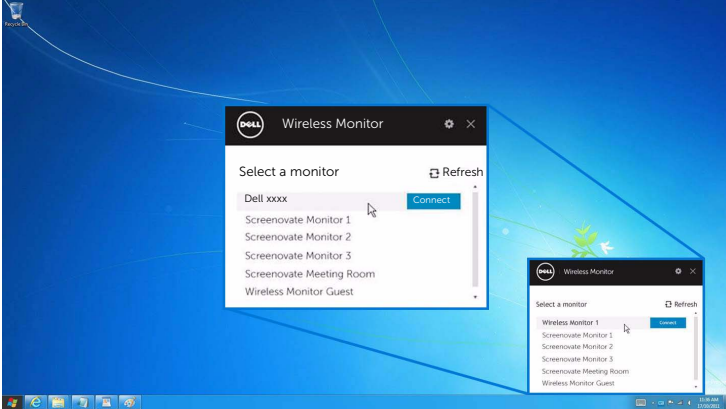 Recycle Bin
DELL
Wireless Monitor
Select a monitor
Refresh
Dell xxxx
Connect
Screenovate Monitor 1
Screenovate Monitor 2
Screenovate Monitor 3
Screenovate Meeting Room
Wireless Monitor Guest
DELL
Wireless Monitor
Select a monitor
Refresh
Wireless Monitor 1
Connect
Screenovate Monitor 1
Screenovate Monitor 2
Screenovate Monitor 3
Screenovate Meeting Room
Wireless Monitor Guest